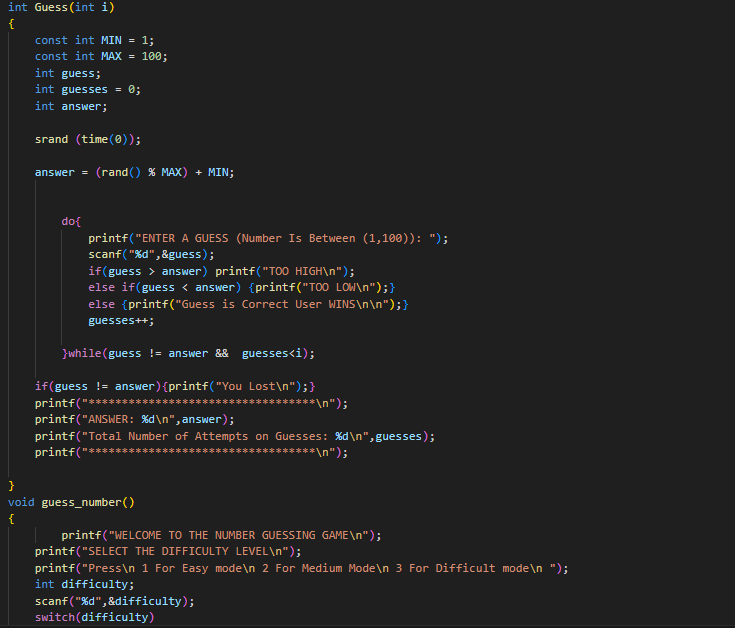 int Guess(int i)
{
    const int MIN = 1;
    const int MAX = 100;
    int guess;
    int guesses = 0;
    int answer;
    srand (time(0));
    answer = (rand() % MAX) + MIN;
        do{
            printf("ENTER A GUESS (Number Is Between (1,100)): ");
            scanf("%d",&guess);
            if(guess > answer) printf("TOO HIGH\n");
            else if(guess < answer) {printf("TOO LOW\n");}
            else {printf("Guess is Correct User WINS\n\n");}
            guesses++;
        }while(guess != answer &&  guesses<i);
    if(guess != answer){printf("You Lost\n");}
    printf("**********************************\n");
    printf("ANSWER: %d\n",answer);
    printf("Total Number of Attempts on Guesses: %d\n",guesses);
    printf("**********************************\n");
}
void guess_number()
{
        printf("WELCOME TO THE NUMBER GUESSING GAME\n");
    printf("SELECT THE DIFFICULTY LEVEL\n");
    printf("Press\n 1 For Easy mode\n 2 For Medium Mode\n 3 For Difficult mode\n ");
    int difficulty;
    scanf("%d",&difficulty);
    switch(difficulty)